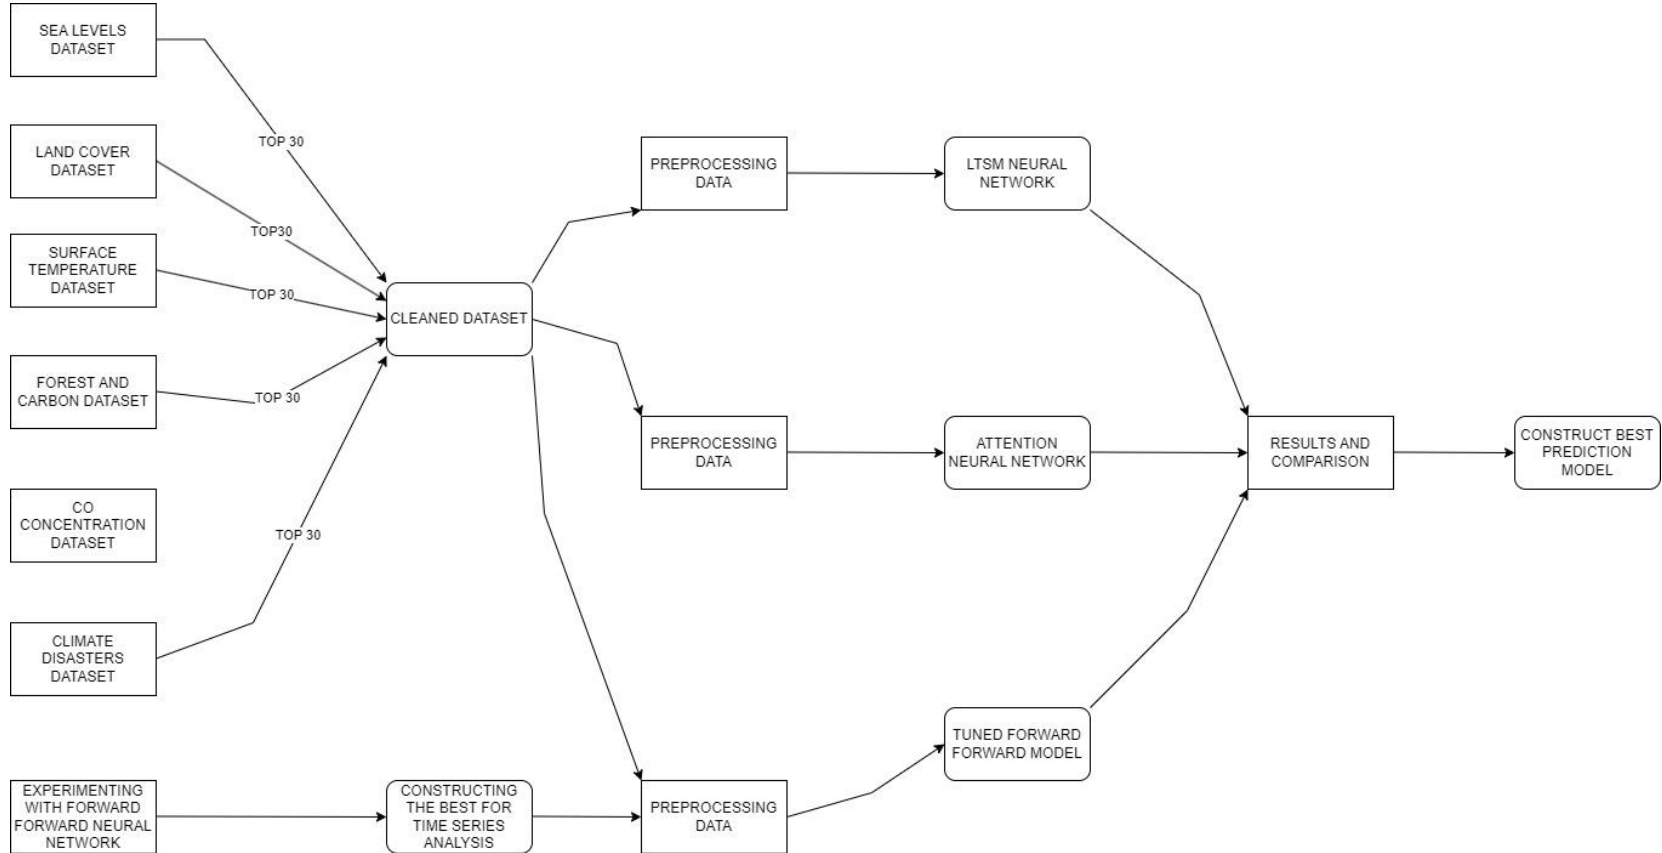 SEA LEVELS
DATASET
TOP 30
LAND COVER
DATASET
TOP30
SURFACE
TEMPERATURE
DATASET
TOP 30
FOREST AND
CARBON DATASET
TOP 30
CO
CONCENTRATION
DATASET
TOP 30
CLIMATE
DISASTERS
DATASET
CLEANED DATASET
PREPROCESSING
DATA
LTSM NEURAL
NETWORK
PREPROCESSING
DATA
ATTENTION
NEURAL NETWORK
RESULTS AND
COMPARISON
CONSTRUCT BEST
PREDICTION
MODEL
TUNED FORWARD
FORWARD MODEL
EXPERIMENTING
WITH FORWARD
FORWARD NEURAL
NETWORK
CONSTRUCTING
THE BEST FOR
TIME SERIES
ANALYSIS
PREPROCESSING
DATA